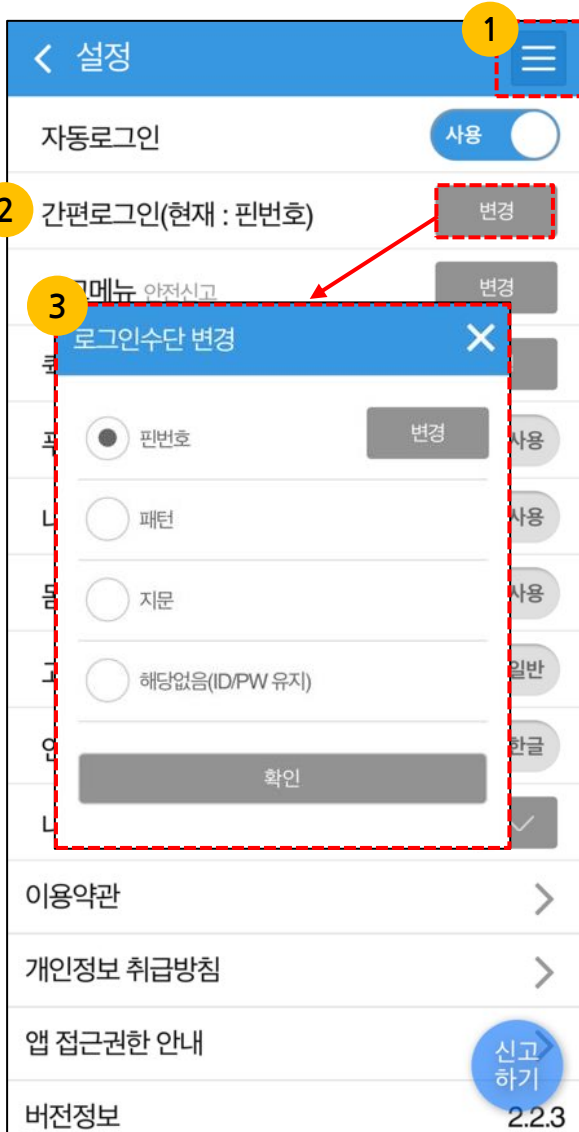 1
설정
자동로그인 사용
2 간편로그인(현재 : 핀번호) 변경
메뉴 안전신고 변경
3
로그인수단 변경
핀번호 변경 사용
패턴 사용
지문 사용
해당없음(ID/PW 유지) 일반
한글
확인
이용약관
개인정보 취급방침
앱 접근권한 안내
신고
하기
버전정보 2.2.3